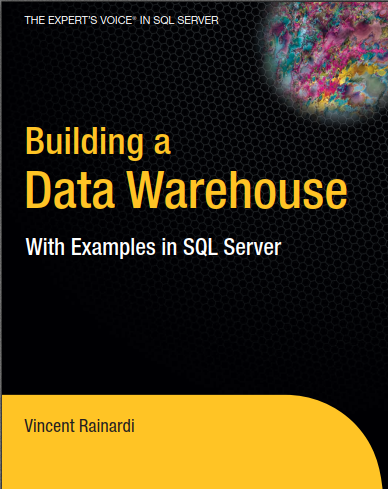 THE EXPERT'S VOICE® IN SQL SERVER
Building a
Data Warehouse
With Examples in SQL Server
Vincent Rainardi